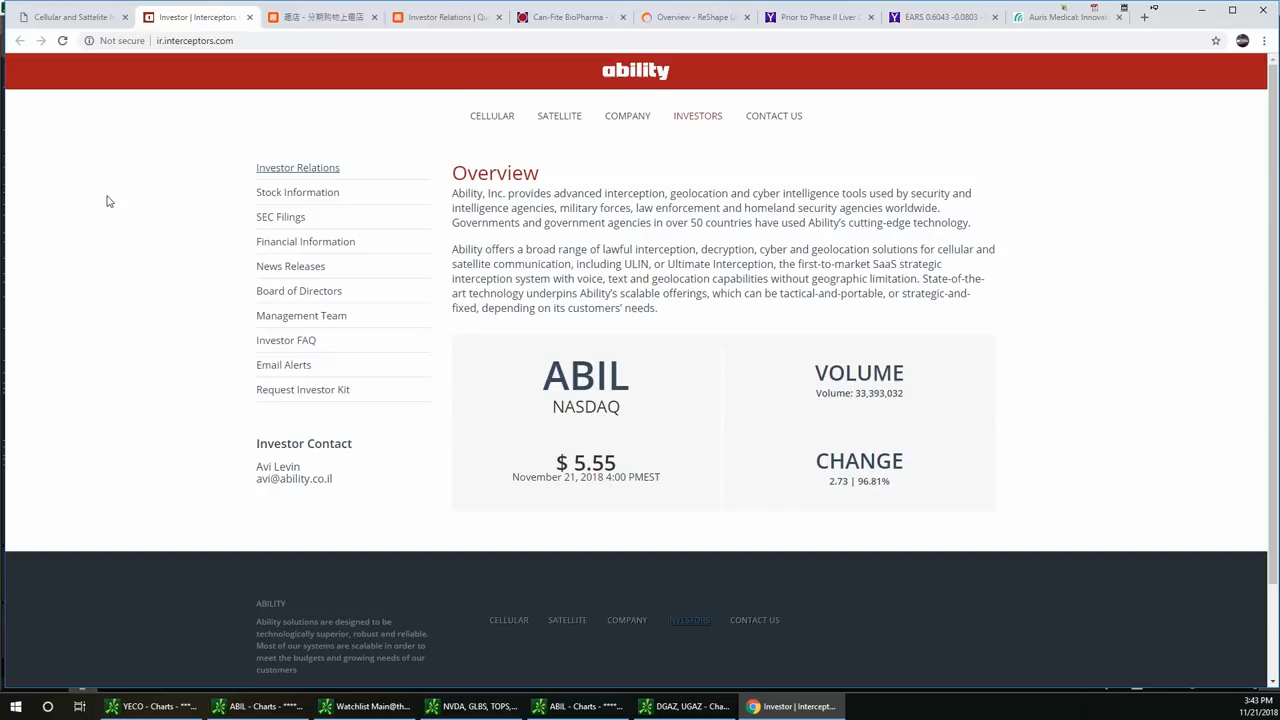 Cellular and Sattelite In
Investor | Interceptors
趣店 - 分期购物上趣店
Investor Relations | Qu
Can-Fite BioPharma -
Overview - ReShape L
Prior to Phase II Liver C
EARS 0.6043 -0.0803 -
Auris Medical: Innovat
Not secure | ir.interceptors.com
ability
CELLULAR SATELLITE COMPANY INVESTORS CONTACT US
Investor Relations
Stock Information
SEC Filings
Financial Information
News Releases
Board of Directors
Management Team
Investor FAQ
Email Alerts
Request Investor Kit
Investor Contact
Avi Levin
avi@ability.co.il
Overview
Ability, Inc. provides advanced interception, geolocation and cyber intelligence tools used by security and
intelligence agencies, military forces, law enforcement and homeland security agencies worldwide.
Governments and government agencies in over 50 countries have used Ability's cutting-edge technology.
Ability offers a broad range of lawful interception, decryption, cyber and geolocation solutions for cellular and
satellite communication, including ULIN, or Ultimate Interception, the first-to-market SaaS strategic
interception system with voice, text and geolocation capabilities without geographic limitation. State-of-the-
art technology underpins Ability's scalable offerings, which can be tactical-and-portable, or strategic-and-
fixed, depending on its customers' needs.
ABIL
NASDAQ
$ 5.55
November 21, 2018 4:00 PMEST
VOLUME
Volume: 33,393,032
CHANGE
2.73 | 96.81%
ABILITY
Ability solutions are designed to be
technologically superior, robust and reliable.
Most of our systems are scalable in order to
meet the budgets and growing needs of our
customers
CELLULAR SATELLITE COMPANY INVESTORS CONTACT US
YECO - Charts - ****...
ABIL - Charts - ****...
Watchlist Main@th...
NVDA, GLBS, TOPS,...
ABIL - Charts - ****...
DGAZ, UGAZ - Cha...
Investor | Intercept...
3:43 PM
11/21/2018